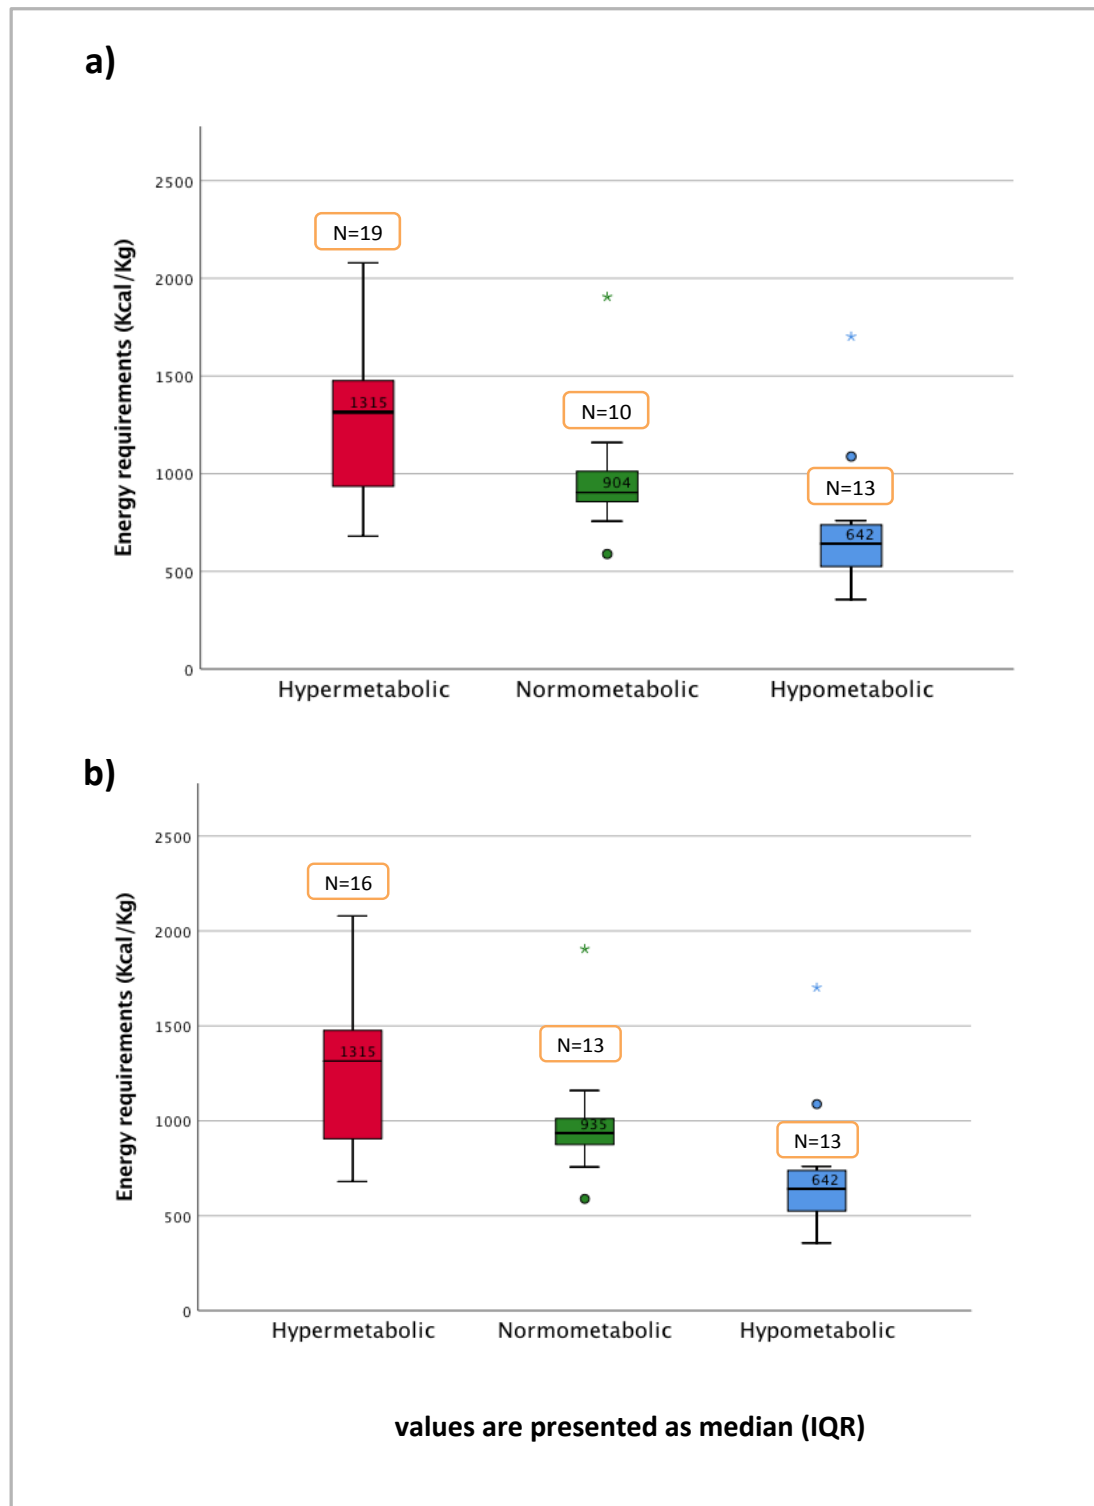 a)
Energy requirements (Kcal/Kg)
2500
2000
1500
1000
500
0
N=19
N=10
N=13
1315
904
642
Hypermetabolic Normometabolic Hypometabolic
b)
Energy requirements (Kcal/Kg)
2500
2000
1500
1000
500
0
N=16
N=13
N=13
1315
935
642
Hypermetabolic Normometabolic Hypometabolic
values are presented as median (IQR)